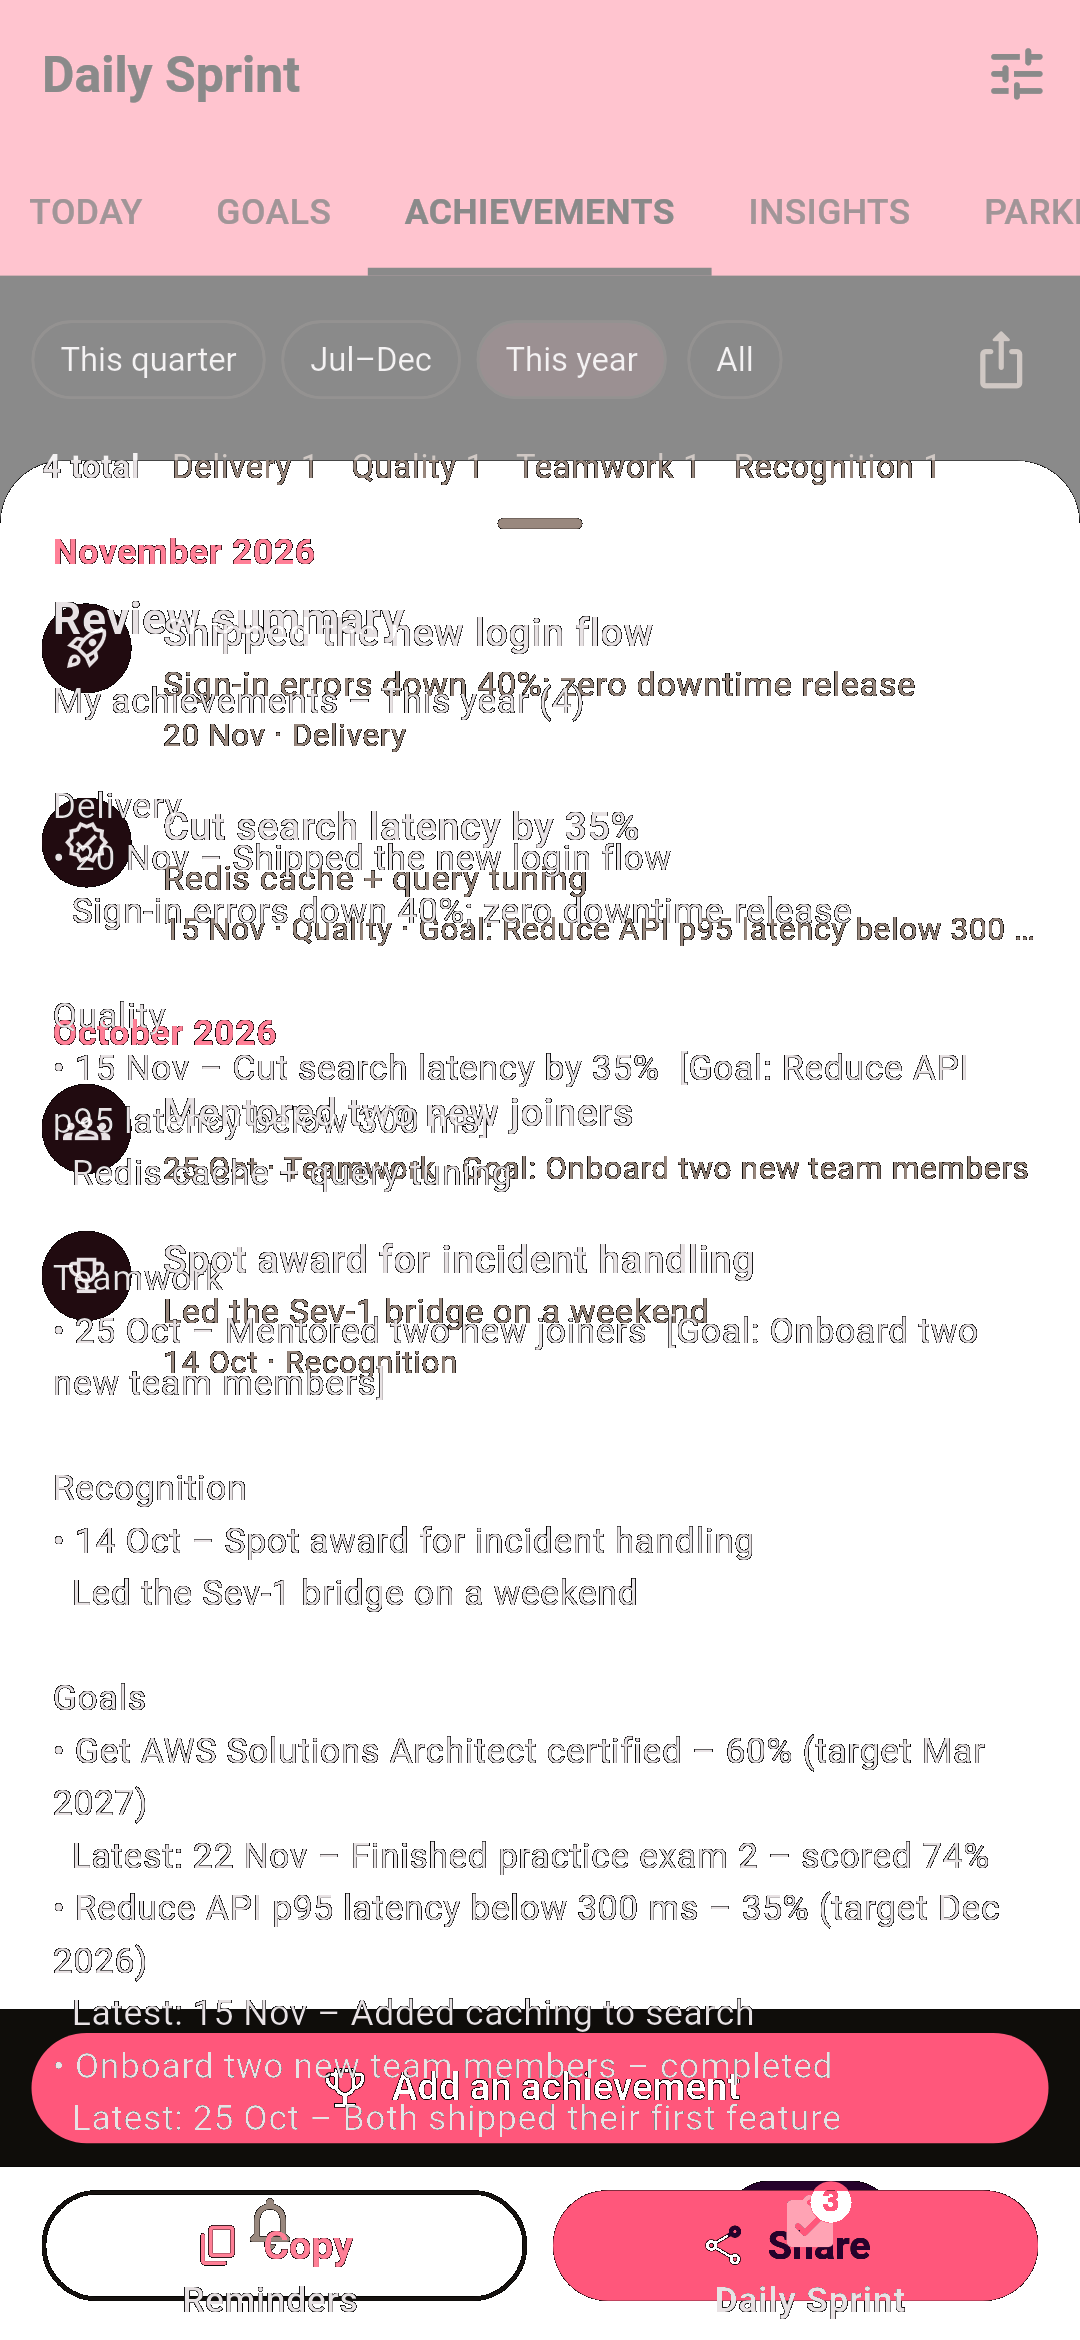 Daily Sprint
TODAY GOALS ACHIEVEMENTS INSIGHTS PARKI
This quarter Jul–Dec This year All
4 total Delivery 1 Quality 1 Teamwork 1 Recognition 1
November 2026
Review summary
Shipped the new login flow
Sign-in errors down 40%; zero downtime release
My achievements – This year (4)
20 Nov · Delivery
Delivery
Cut search latency by 35%
• 20 Nov – Shipped the new login flow
Redis cache + query tuning
Sign-in errors down 40%; zero downtime release
15 Nov · Quality · Goal: Reduce API p95 latency below 300 ...
Quality
October 2026
• 15 Nov – Cut search latency by 35% [Goal: Reduce API
Mentored two new joiners
p95 latency below 300 ms]
25 Oct · Teamwork · Goal: Onboard two new team members
Redis cache + query tuning
Spot award for incident handling
Teamwork
Led the Sev-1 bridge on a weekend
• 25 Oct – Mentored two new joiners [Goal: Onboard two
14 Oct · Recognition
new team members]
Recognition
• 14 Oct – Spot award for incident handling
Led the Sev-1 bridge on a weekend
Goals
• Get AWS Solutions Architect certified – 60% (target Mar
2027)
Latest: 22 Nov – Finished practice exam 2 – scored 74%
• Reduce API p95 latency below 300 ms – 35% (target Dec
2026)
Latest: 15 Nov – Added caching to search
• Onboard two new team members – completed
Add an achievement
Latest: 25 Oct – Both shipped their first feature
3
Copy Share
Reminders Daily Sprint